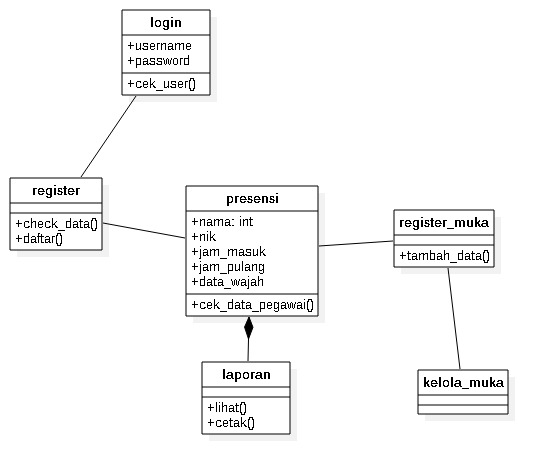 login
+username
+password
+cek_user()
register
+check_data()
+daftar()
presensi
+nama: int
+nik
+jam_masuk
+jam_pulang
+data_wajah
+cek_data_pegawai()
register_muka
+tambah_data()
laporan
+lihat()
+cetak()
kelola_muka